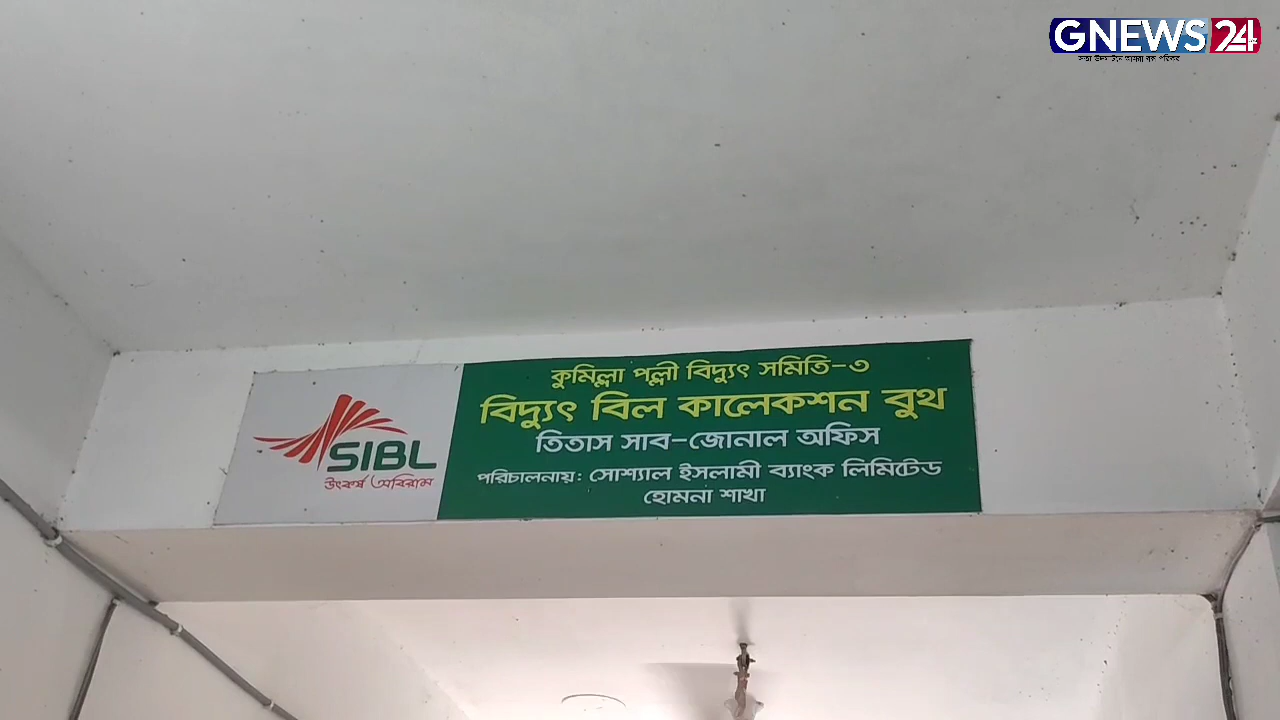 GNEWS24
কুমিল্লা পল্লী বিদ্যুৎ সমিতি-৩
বিদ্যুৎ বিল কালেকশন বুথ
তিতাস সাব-জোনাল অফিস
পরিচালনায়: সোশ্যাল ইসলামী ব্যাংক লিমিটেড
হোমনা শাখা
SIBL
উৎকর্ষ অবিরাম